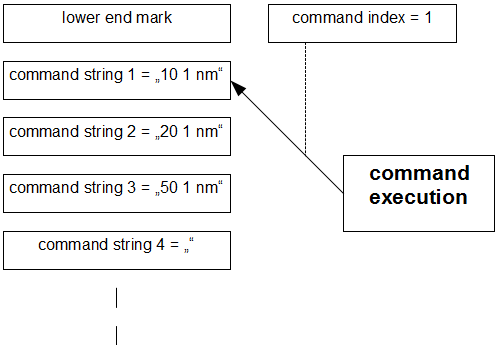 lower end mark
command index = 1
command string 1 = „10 1 nm“
command string 2 = „20 1 nm“
command string 3 = „50 1 nm“
command
execution
command string 4 = „“